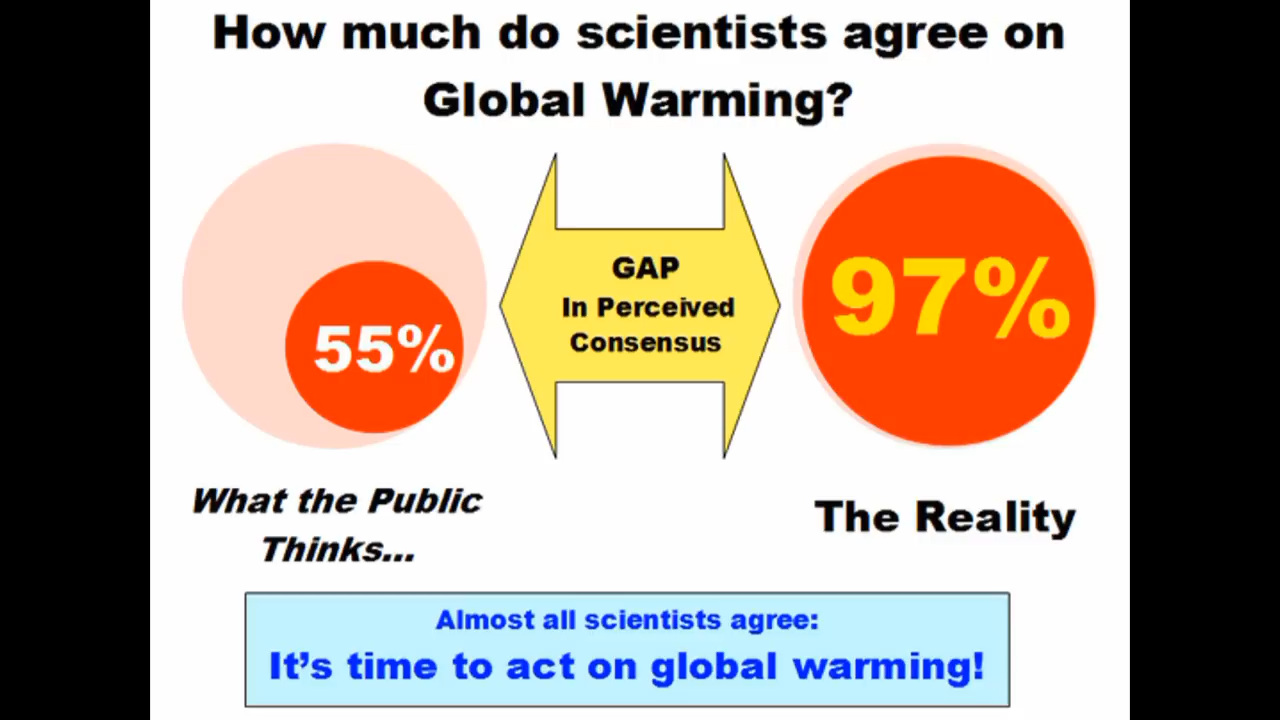 How much do scientists agree on
Global Warming?
55%
GAP
In Perceived
Consensus
97%
What the Public
Thinks...
The Reality
Almost all scientists agree:
It's time to act on global warming!